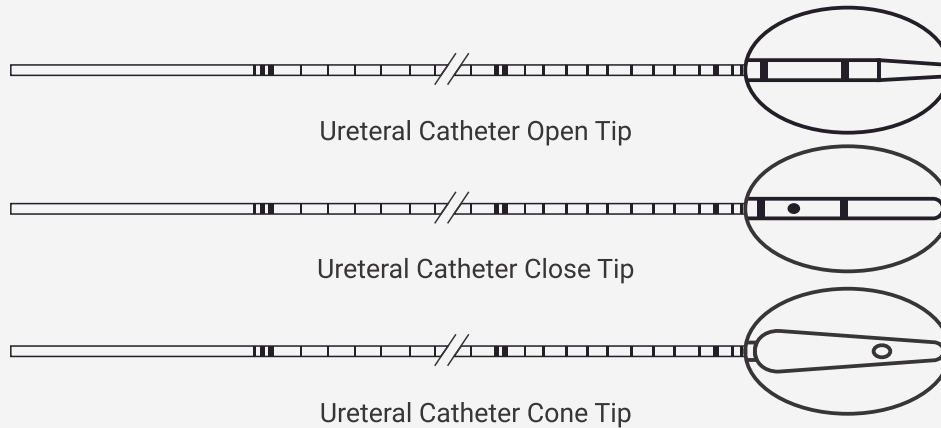 Ureteral Catheter Open Tip
Ureteral Catheter Close Tip
Ureteral Catheter Cone Tip